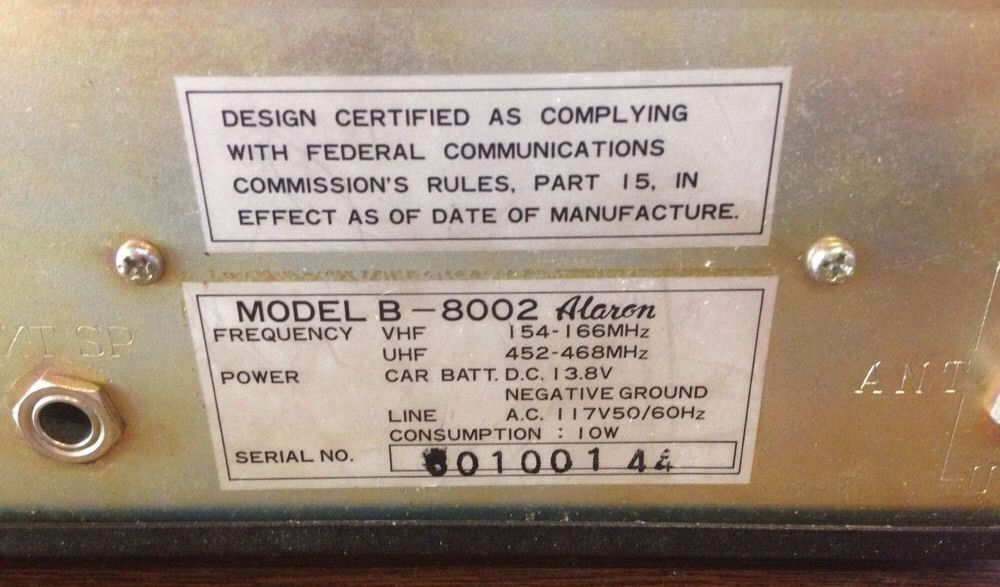 DESIGN CERTIFIED AS COMPLYING
WITH FEDERAL COMMUNICATIONS
COMMISSION'S RULES, PART 15, IN
EFFECT AS OF DATE OF MANUFACTURE.
MODEL B-8002 Alaron
FREQUENCY VHF 154-166MHz
UHF 452-468MHz
POWER CAR BATT. D.C. 13.8V
NEGATIVE GROUND
LINE A.C. 117V50/60Hz
CONSUMPTION : 10W
SERIAL NO.
XT SP
ANT